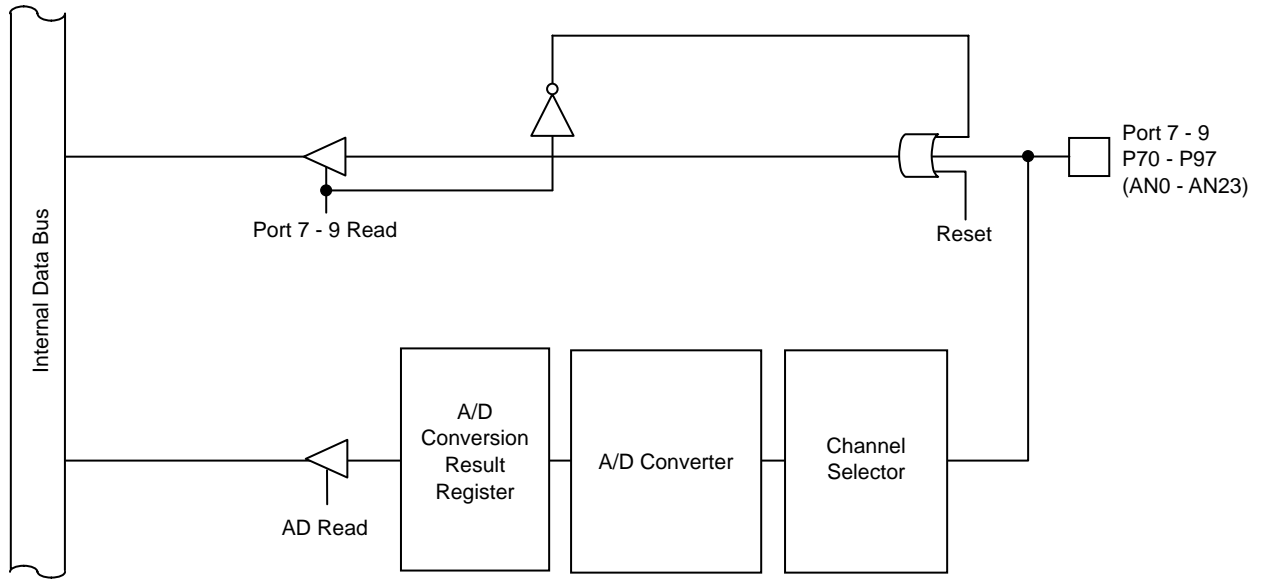 Port 7 - 9
P70 - P97
(AN0 - AN23)
Port 7 - 9 Read
Reset
Internal Data Bus
A/D
Conversion
Result
Register
A/D Converter
Channel
Selector
AD Read